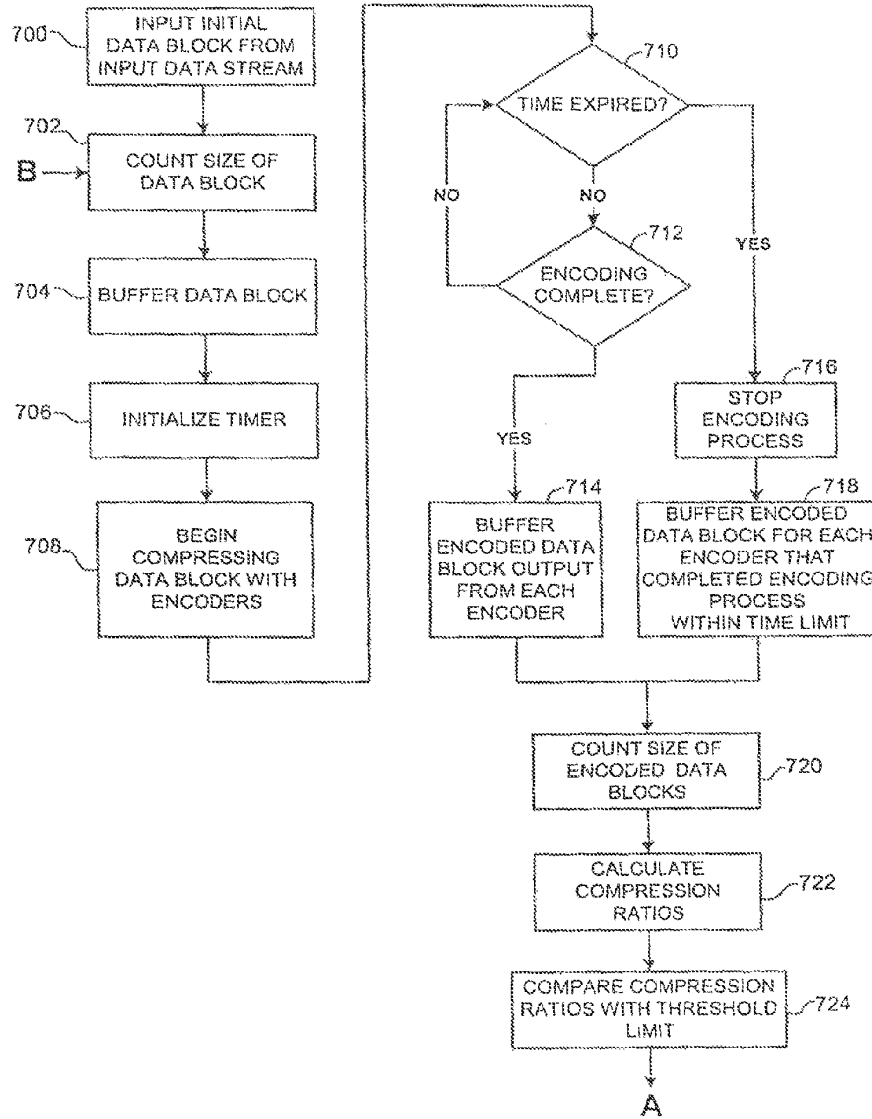 700
INPUT INITIAL
DATA BLOCK FROM
INPUT DATA STREAM
702
B
COUNT SIZE OF
DATA BLOCK
704
BUFFER DATA BLOCK
706
INITIALIZE TIMER
708
BEGIN
COMPRESSING
DATA BLOCK WITH
ENCODERS
710
TIME EXPIRED?
NO
NO
YES
712
ENCODING
COMPLETE?
YES
716
STOP
ENCODING
PROCESS
714
BUFFER
ENCODED DATA
BLOCK OUTPUT
FROM EACH
ENCODER
718
BUFFER ENCODED
DATA BLOCK FOR EACH
ENCODER THAT
COMPLETED ENCODING
PROCESS
WITHIN TIME LIMIT
COUNT SIZE OF
ENCODED DATA
BLOCKS
720
CALCULATE
COMPRESSION
RATIOS
722
COMPARE COMPRESSION
RATIOS WITH THRESHOLD
LIMIT
724
A